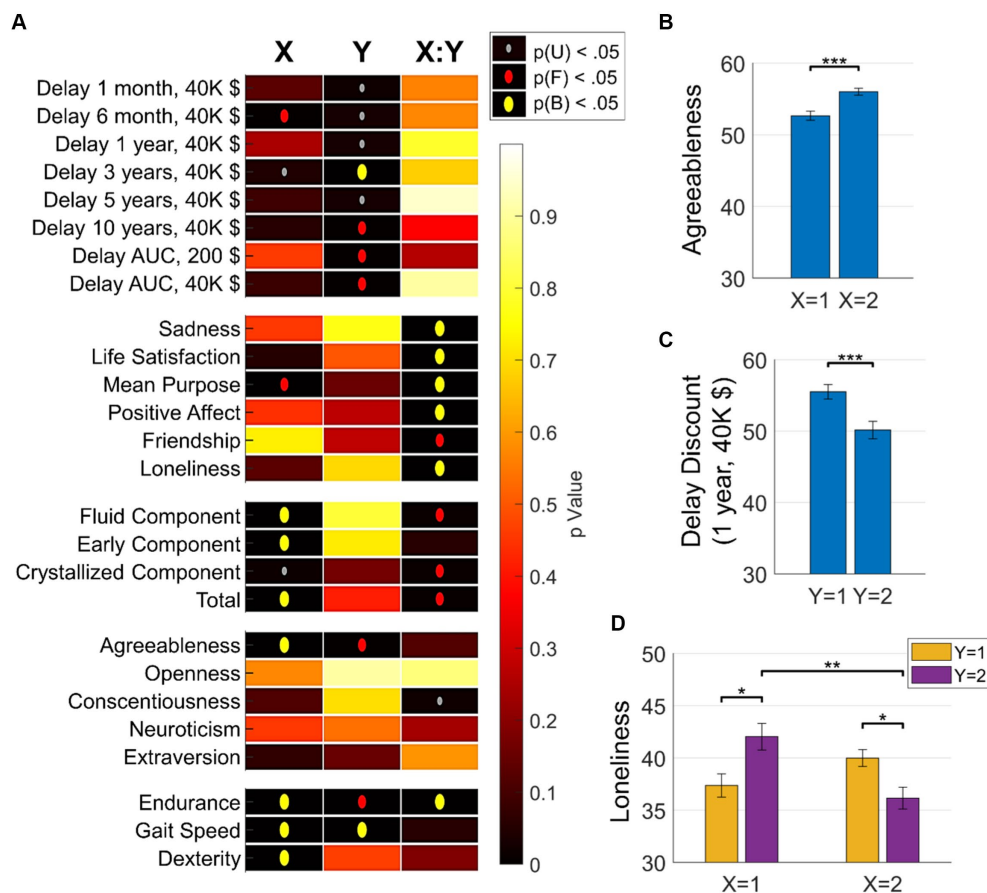 A
X Y X:Y
p(U) < .05
p(F) < .05
p(B) < .05
Delay 1 month, 40K $
Delay 6 month, 40K $
Delay 1 year, 40K $
Delay 3 years, 40K $
Delay 5 years, 40K $
Delay 10 years, 40K $
Delay AUC, 200 $
Delay AUC, 40K $
Sadness
Life Satisfaction
Mean Purpose
Positive Affect
Friendship
Loneliness
Fluid Component
Early Component
Crystallized Component
Total
Agreeableness
Openness
Conscientiousness
Neuroticism
Extraversion
Endurance
Gait Speed
Dexterity
0.9
0.8
0.7
0.6
0.5
0.4
0.3
0.2
0.1
0
p Value
B
Agreeableness
60
50
40
30
***
X=1 X=2
C
Delay Discount
(1 year, 40K $)
60
50
40
30
***
Y=1 Y=2
D
Loneliness
50
45
40
35
30
*
**
*
Y=1
Y=2
X=1 X=2